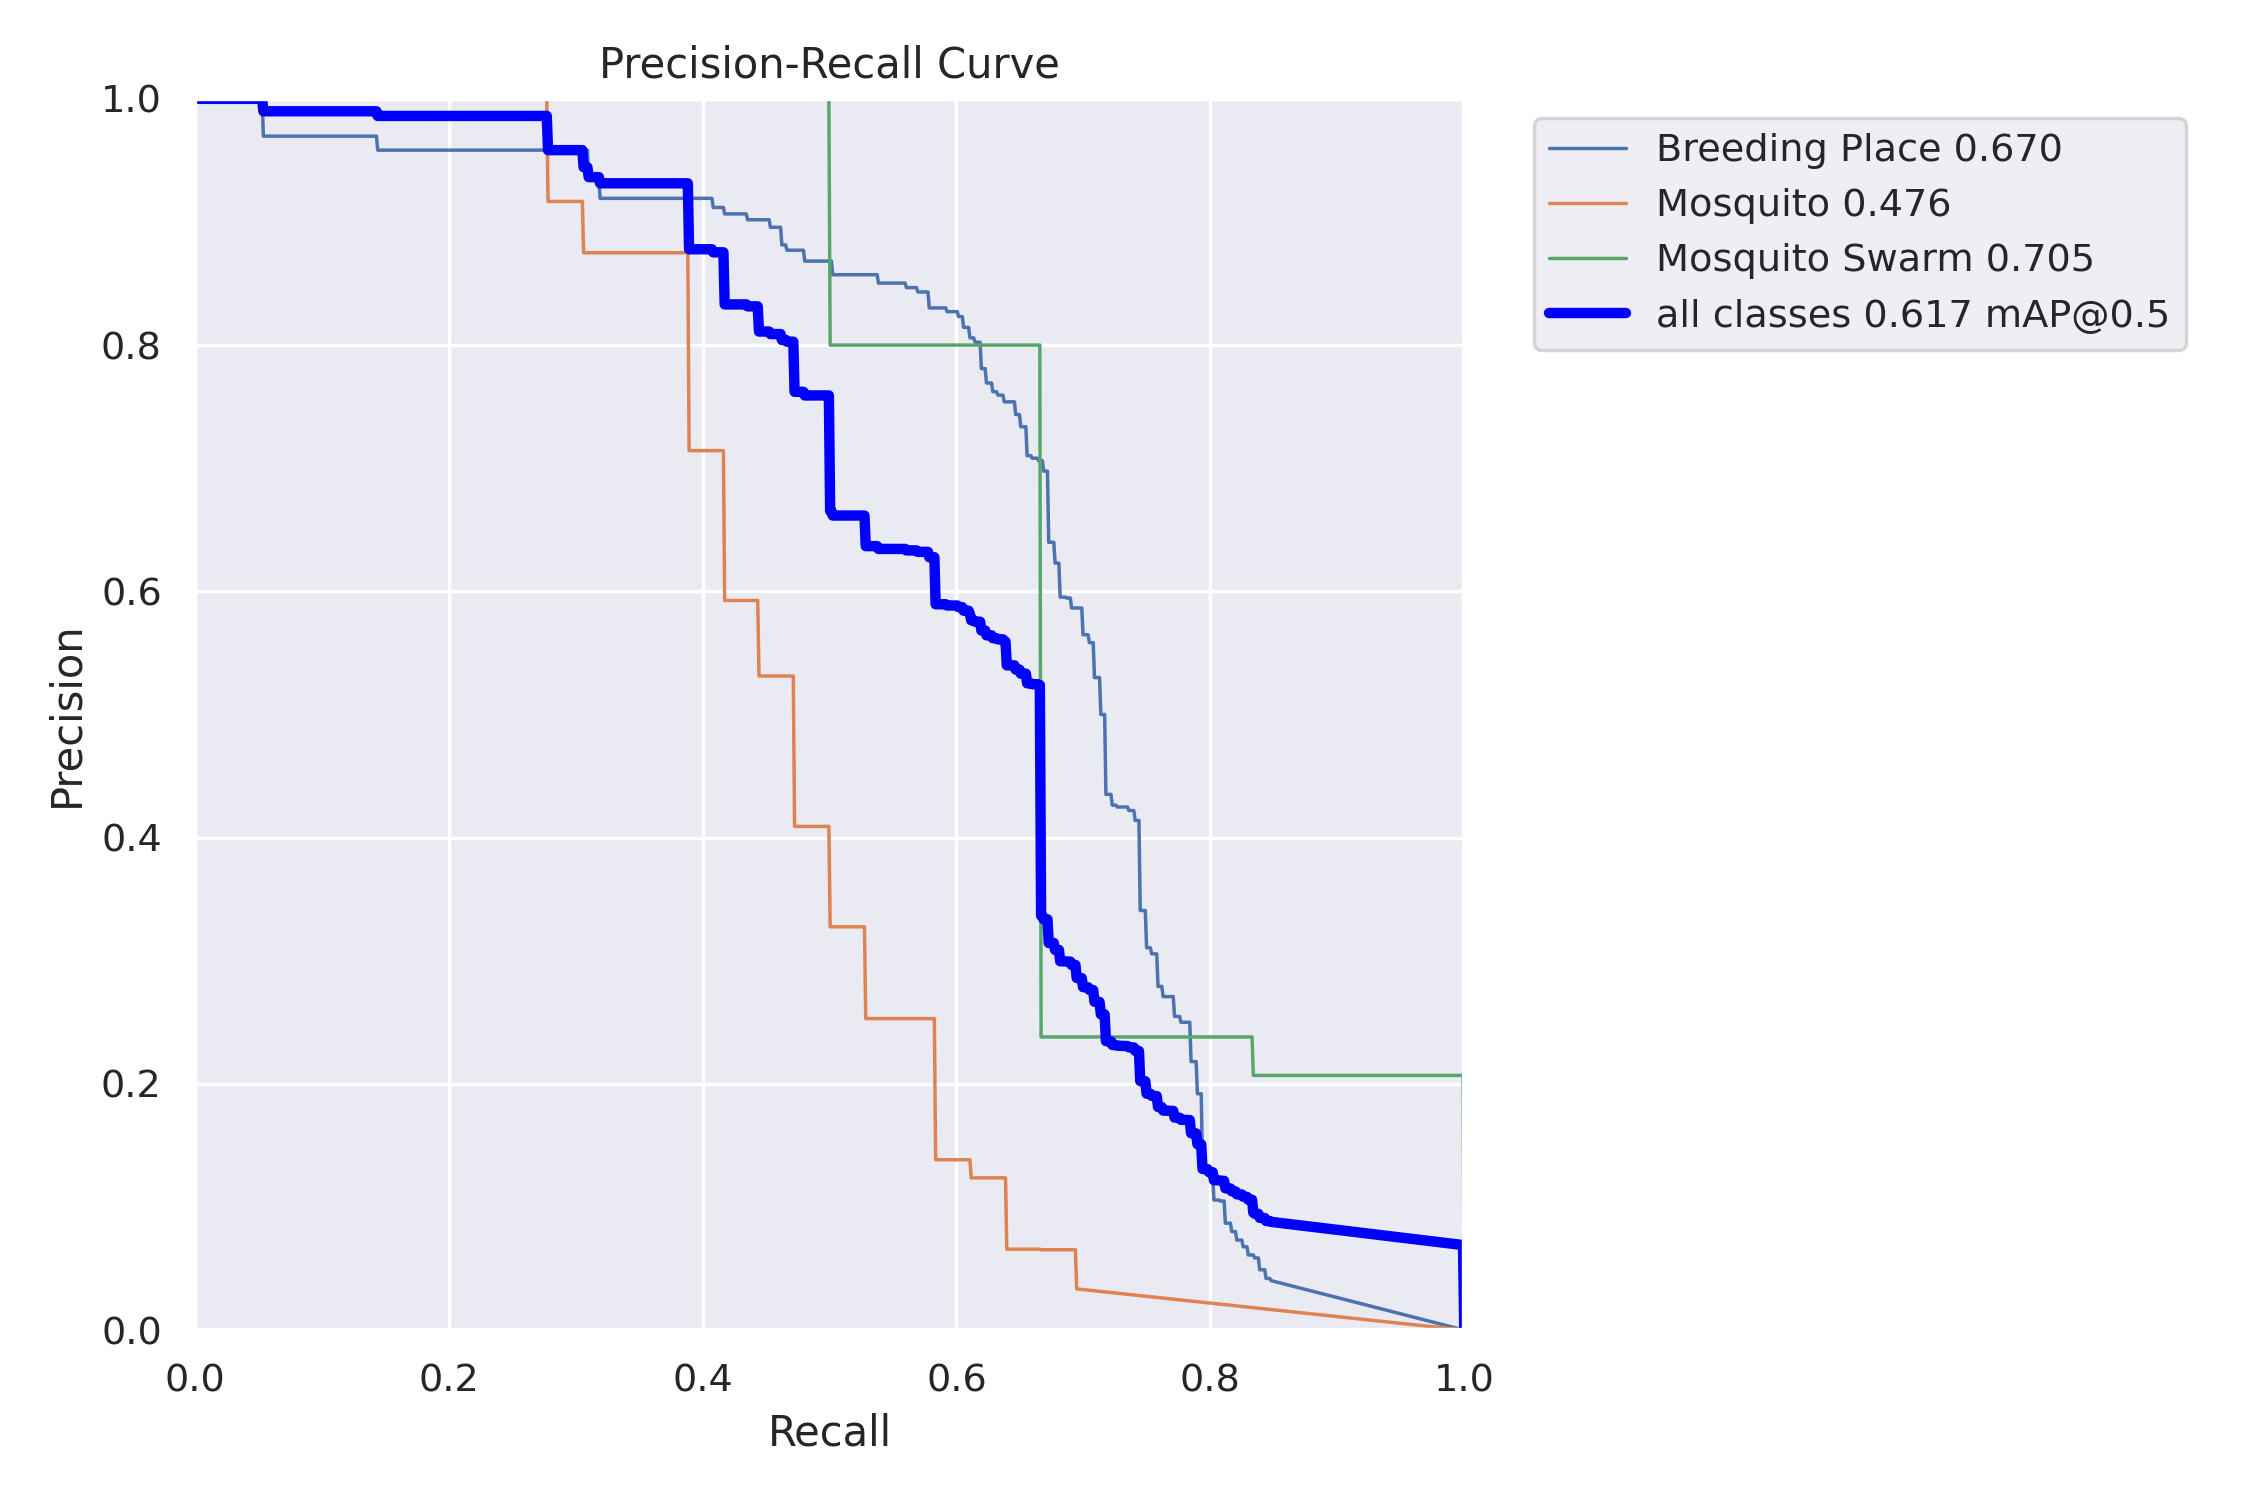 Precision-Recall Curve
1.0
0.8
0.6
0.4
0.2
0.0
Precision
0.0 0.2 0.4 0.6 0.8 1.0
Recall
Breeding Place 0.670
Mosquito 0.476
Mosquito Swarm 0.705
all classes 0.617 mAP@0.5